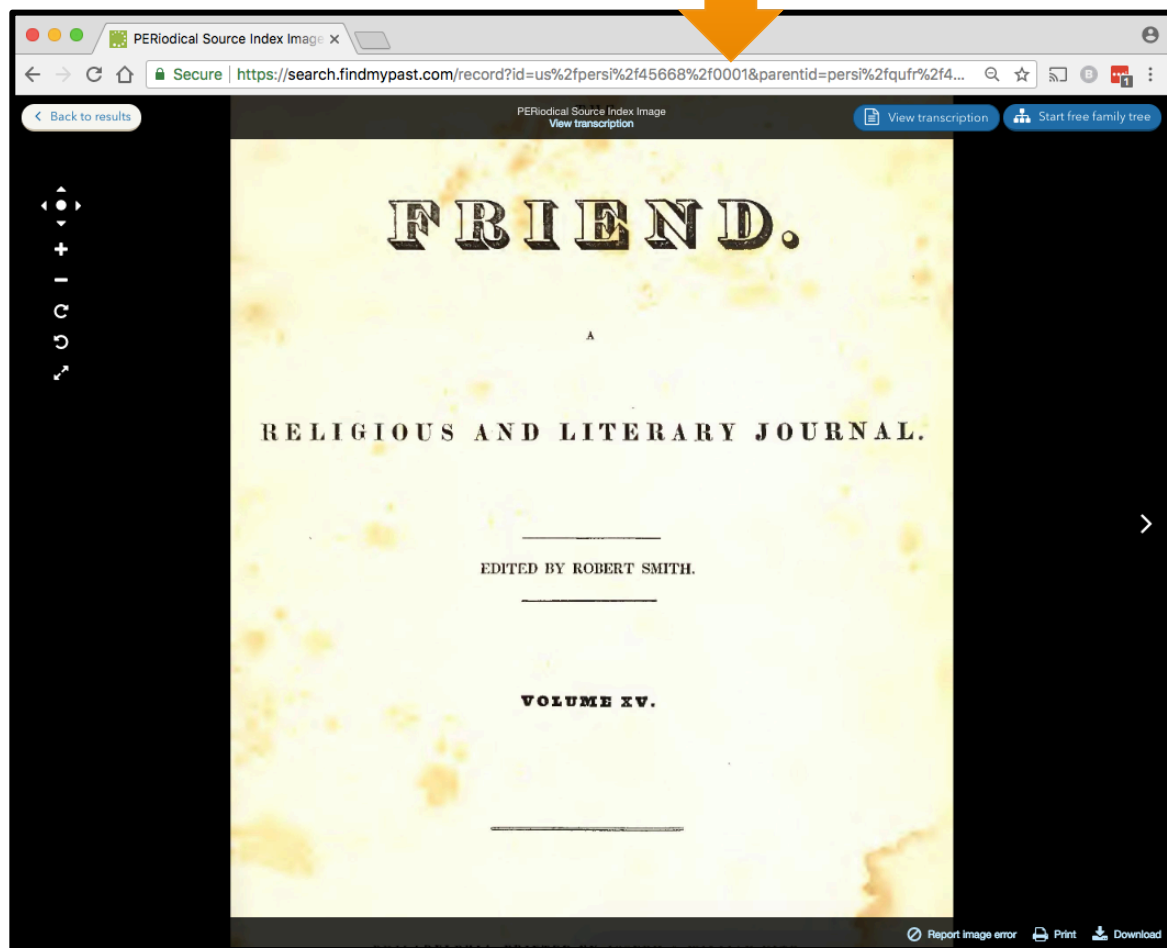 PERiodical Source Index Image
Secure https://search.findmypast.com/record?id=us%2fpersi%2f45668%2f0001&parentid=persi%2fqufr%2f4...
B
1
Back to results
PERiodical Source Index Image
View transcription
View transcription
Start free family tree
FRIEND.
A
RELIGIOUS AND LITERARY JOURNAL.
EDITED BY ROBERT SMITH.
VOLUME XV.
Report image error Print Download